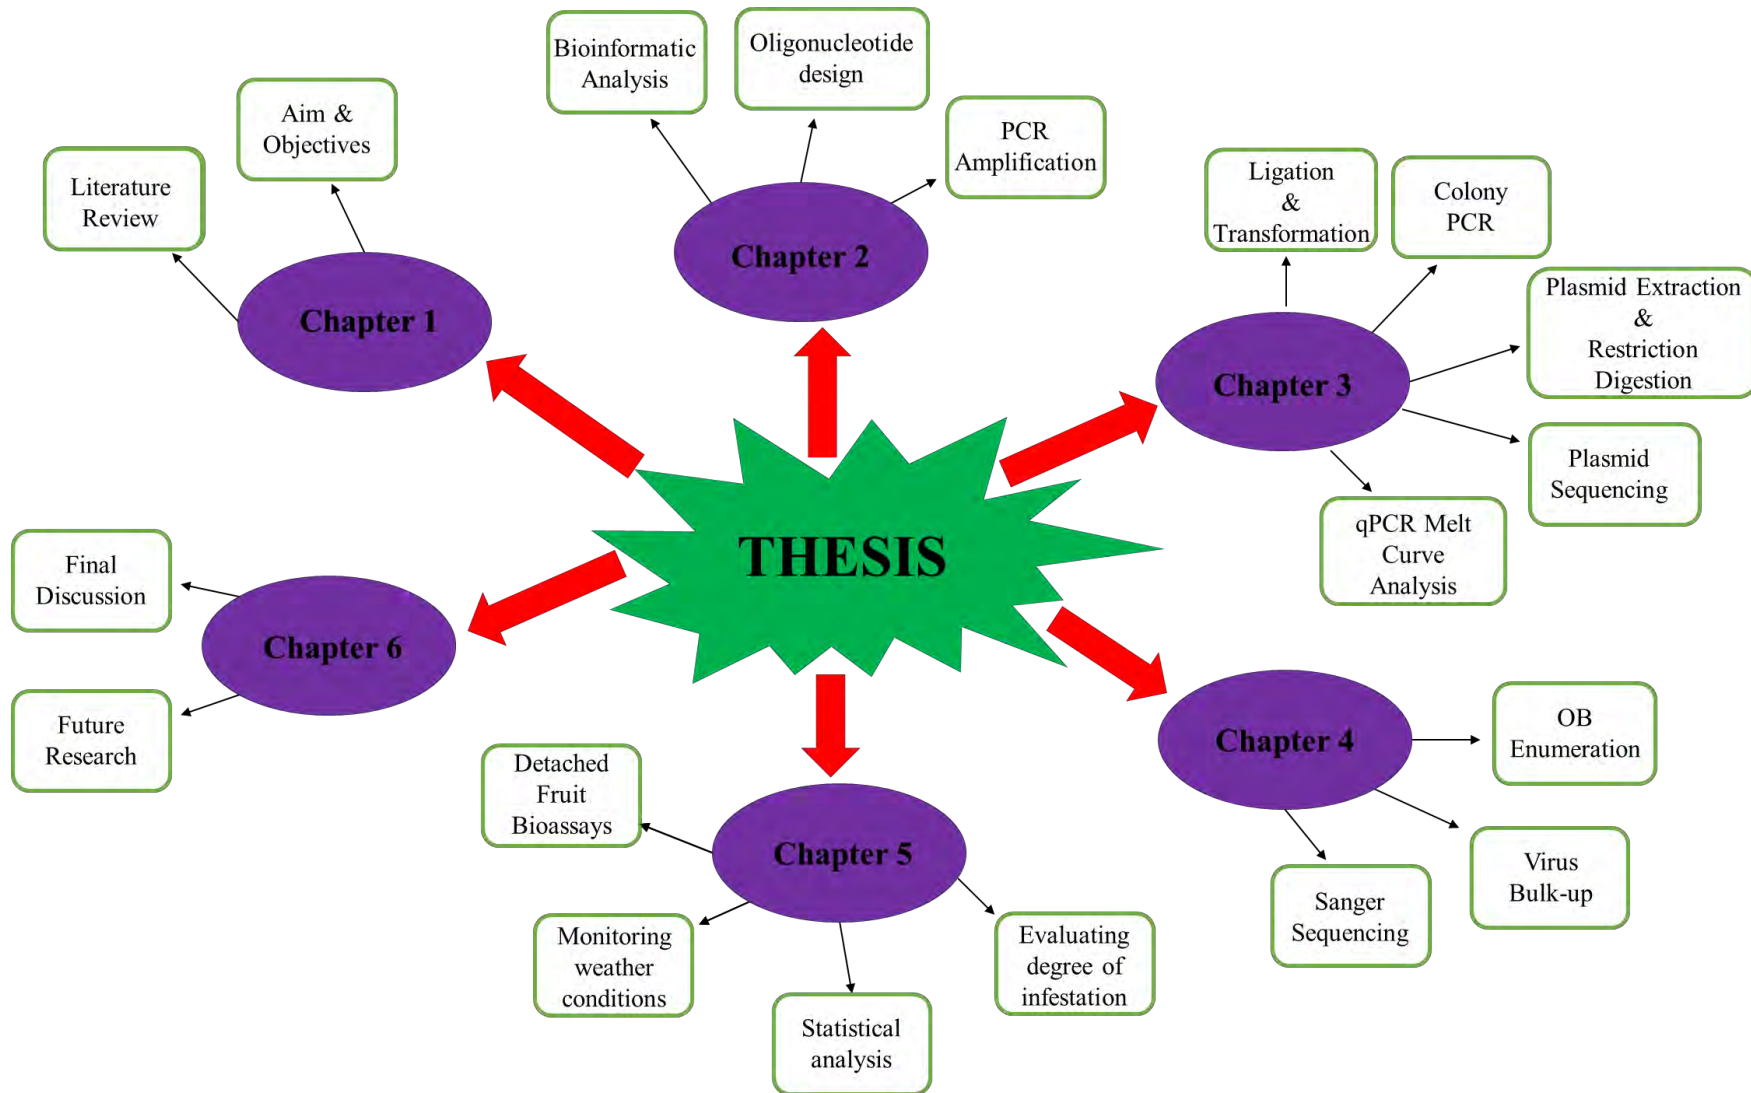 Bioinformatic
Analysis
Oligonucleotide
design
Aim &
Objectives
PCR
Amplification
Literature
Review
Ligation
&
Transformation
Colony
PCR
Chapter 1
Chapter 2
Chapter 3
Plasmid Extraction
&
Restriction
Digestion
Plasmid
Sequencing
qPCR Melt
Curve
Analysis
THESIS
Final
Discussion
Chapter 6
Future
Research
Chapter 4
OB
Enumeration
Virus
Bulk-up
Sanger
Sequencing
Detached
Fruit
Bioassays
Chapter 5
Monitoring
weather
conditions
Statistical
analysis
Evaluating
degree of
infestation